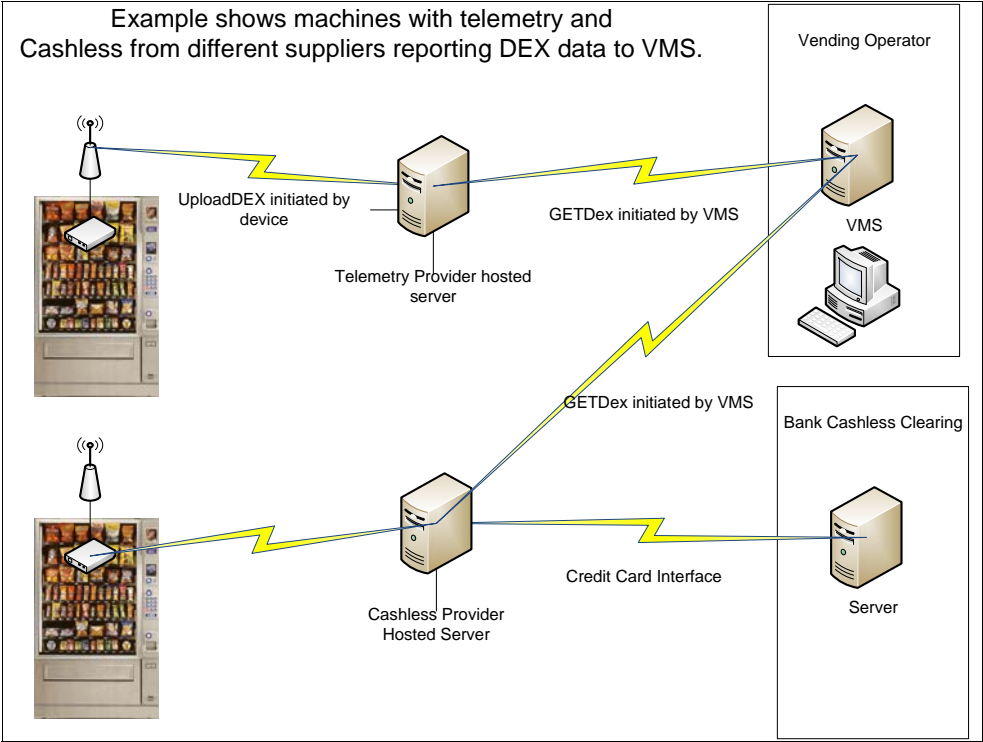 Example shows machines with telemetry and
Cashless from different suppliers reporting DEX data to VMS.
Vending Operator
UploadDEX initiated by
device
GETDex initiated by VMS
VMS
Telemetry Provider hosted
server
GETDex initiated by VMS
Bank Cashless Clearing
Credit Card Interface
Cashless Provider
Hosted Server
Server